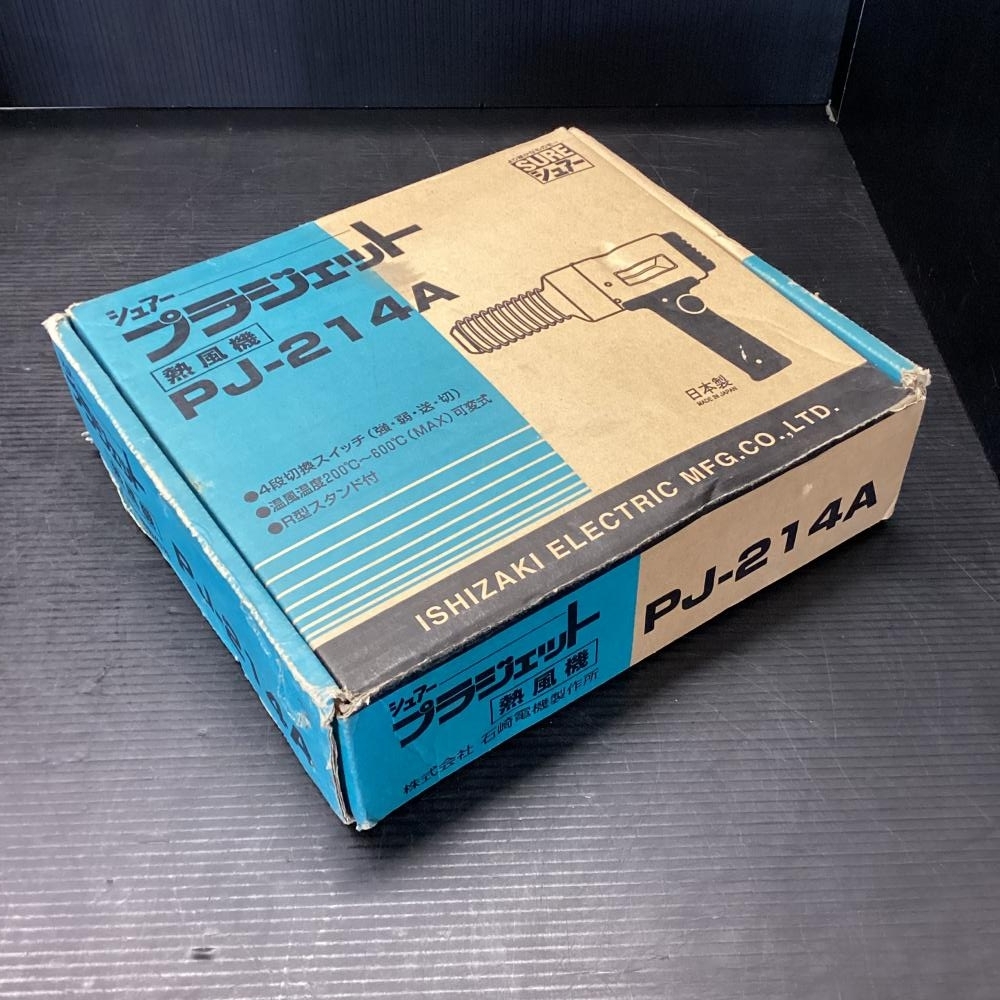 SURE
シュアー
シュアー
プラジェット
熱風機
PJ-214A
●4段切換スイッチ(強・弱・送・切)
●温風温度200℃〜600℃(MAX)可変式
●R型スタンド付
日本製
MADE IN JAPAN
ISHIZAKI ELECTRIC MFG.CO.,LTD.
シュアー
プラジェット
熱風機
株式会社 石崎電機製作所
PJ-214A
PJ-214A